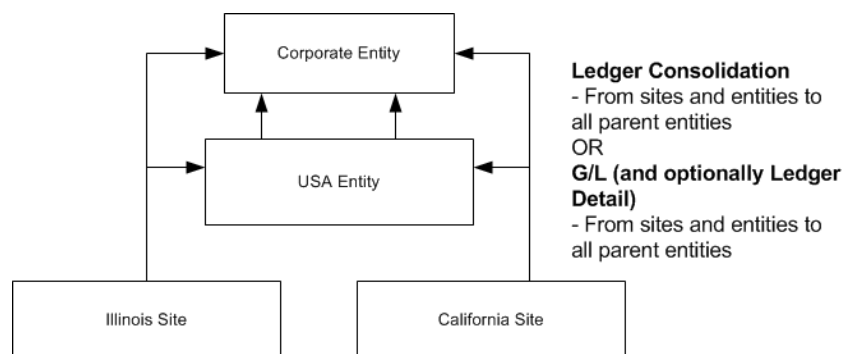 Corporate Entity
USA Entity
Illinois Site
California Site
Ledger Consolidation
- From sites and entities to
all parent entities
OR
G/L (and optionally Ledger
Detail)
- From sites and entities to
all parent entities